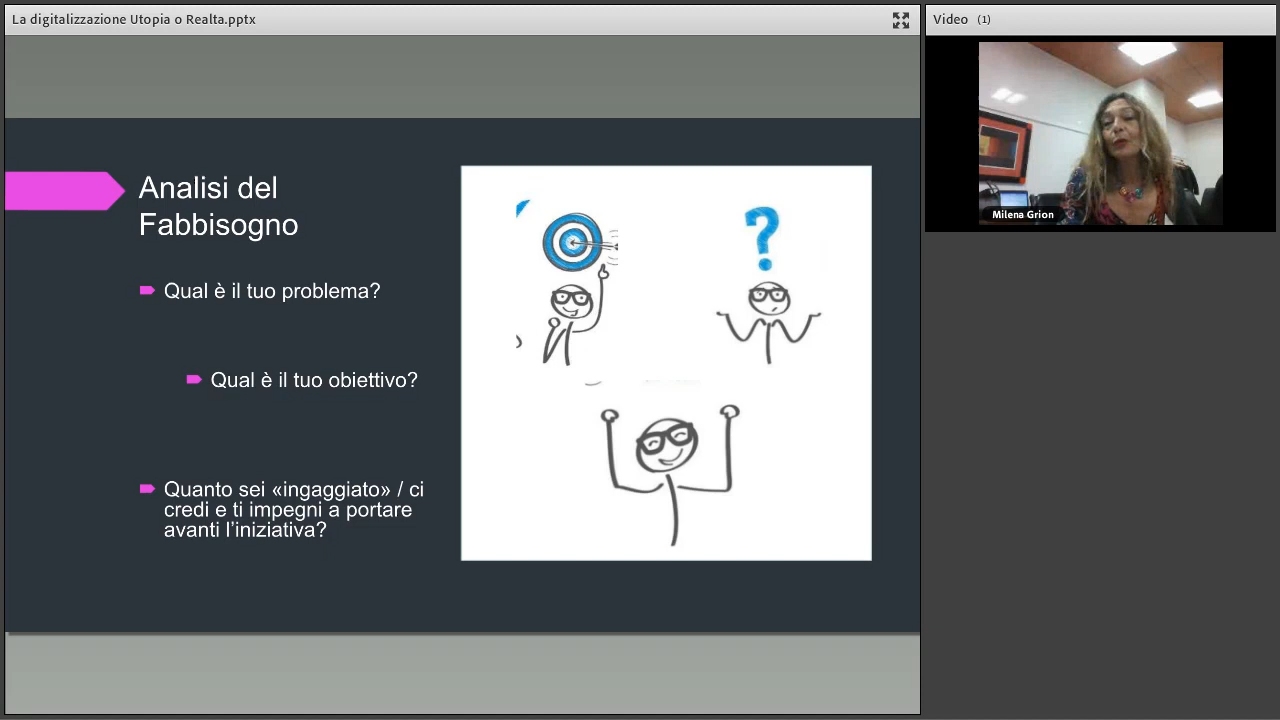 La digitalizzazione Utopia o Realta.pptx
Video (1)
Milena Grion
Analisi del
Fabbisogno
Qual è il tuo problema?
Qual è il tuo obiettivo?
Quanto sei «ingaggiato» / ci
credi e ti impegni a portare
avanti l'iniziativa?
?